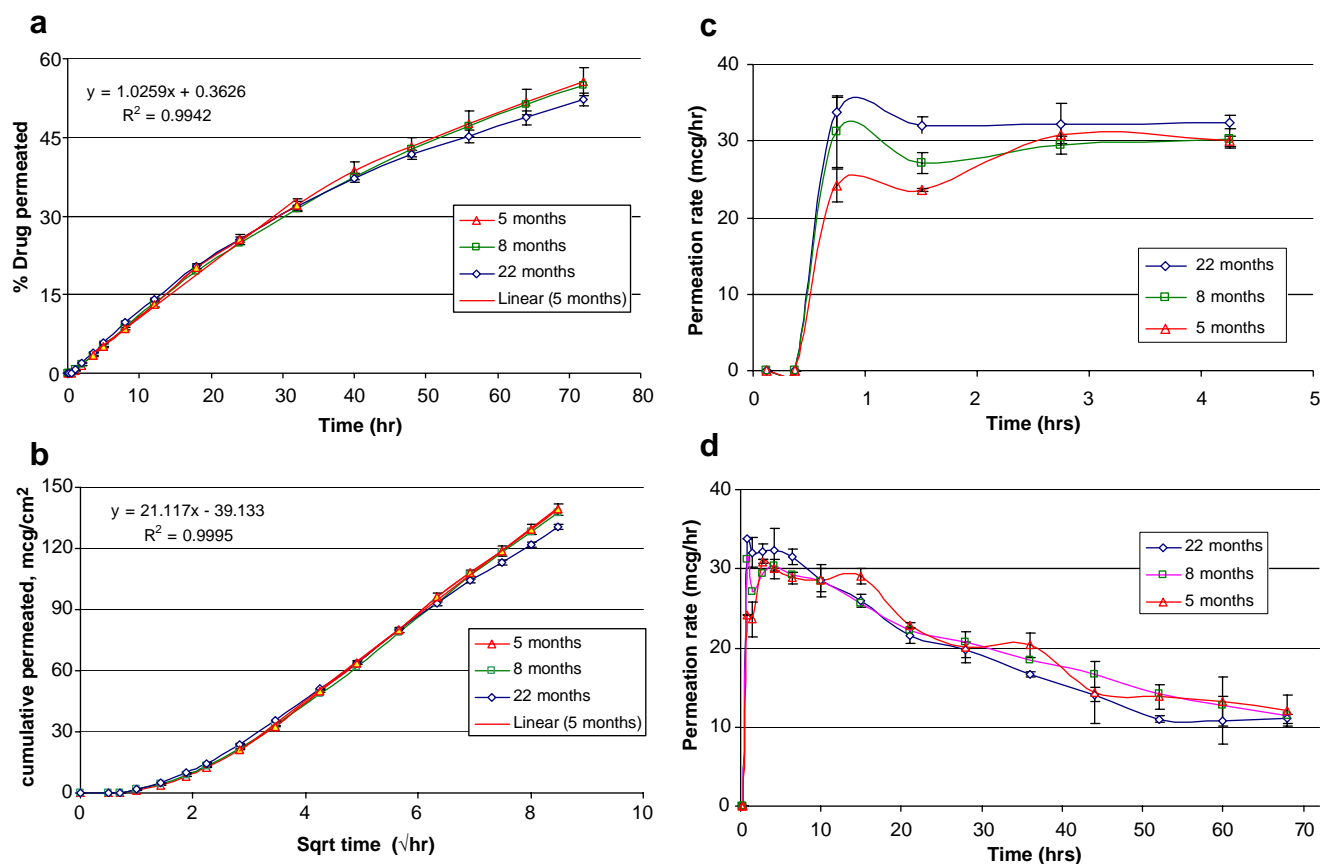 a
60
45
30
15
0
% Drug permeated
y = 1.0259x + 0.3626
R² = 0.9942
5 months
8 months
22 months
Linear (5 months)
0 10 20 30 40 50 60 70 80
Time (hr)
b
150
120
90
60
30
0
cumulative permeated, mcg/cm²
y = 21.117x - 39.133
R² = 0.9995
5 months
8 months
22 months
Linear (5 months)
0 2 4 6 8 10
Sqrt time (√hr)
c
40
30
20
10
0
Permeation rate (mcg/hr)
22 months
8 months
5 months
0 1 2 3 4 5
Time (hrs)
d
40
30
20
10
0
Permeation rate (mcg/hr)
22 months
8 months
5 months
0 10 20 30 40 50 60 70
Time (hrs)